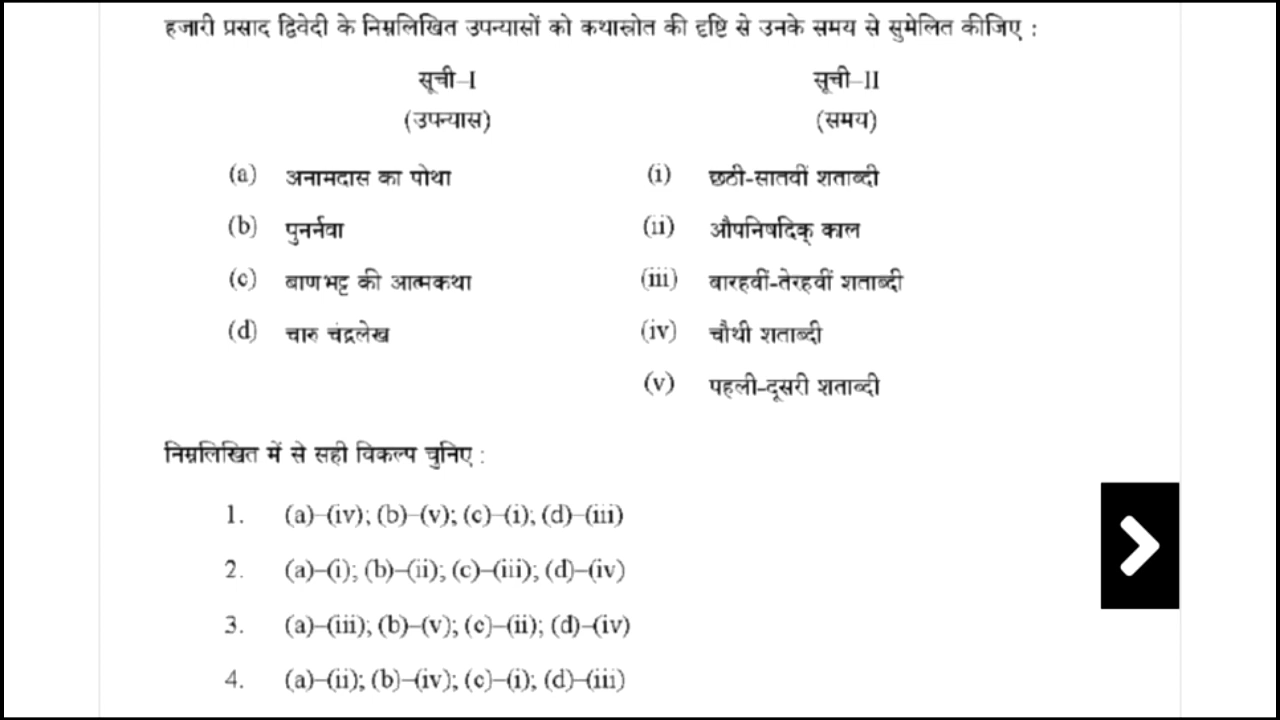 हजारी प्रसाद द्विवेदी के निम्नलिखित उपन्यासों को कथास्रोत की दृष्टि से उनके समय से सुमेलित कीजिए :
सूची–I सूची–II
(उपन्यास) (समय)
(a) अनामदास का पोथा (i) छठी-सातवीं शताब्दी
(b) पुनर्नवा (ii) औपनिषदिक् काल
(c) बाणभट्ट की आत्मकथा (iii) बारहवीं-तेरहवीं शताब्दी
(d) चारु चंद्रलेख (iv) चौथी शताब्दी
(v) पहली-दूसरी शताब्दी
निम्नलिखित में से सही विकल्प चुनिए :
1. (a)–(iv); (b)–(v); (c)–(i); (d)–(iii)
2. (a)–(i); (b)–(ii); (c)–(iii); (d)–(iv)
3. (a)–(iii); (b)–(v); (c)–(ii); (d)–(iv)
4. (a)–(ii); (b)–(iv); (c)–(i); (d)–(iii)